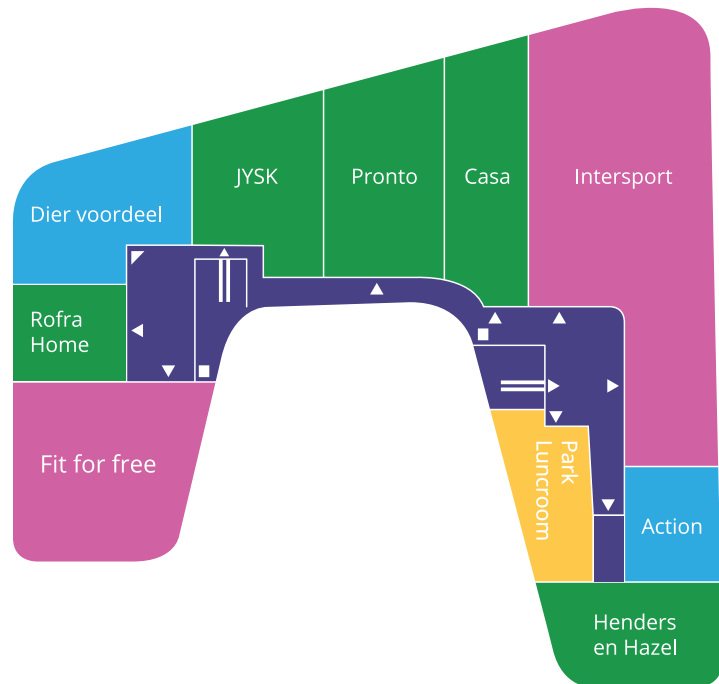 JYSK
Pronto
Casa
Intersport
Dier voordeel
Rofra
Home
Fit for free
Park
Luncroom
Action
Henders
en Hazel